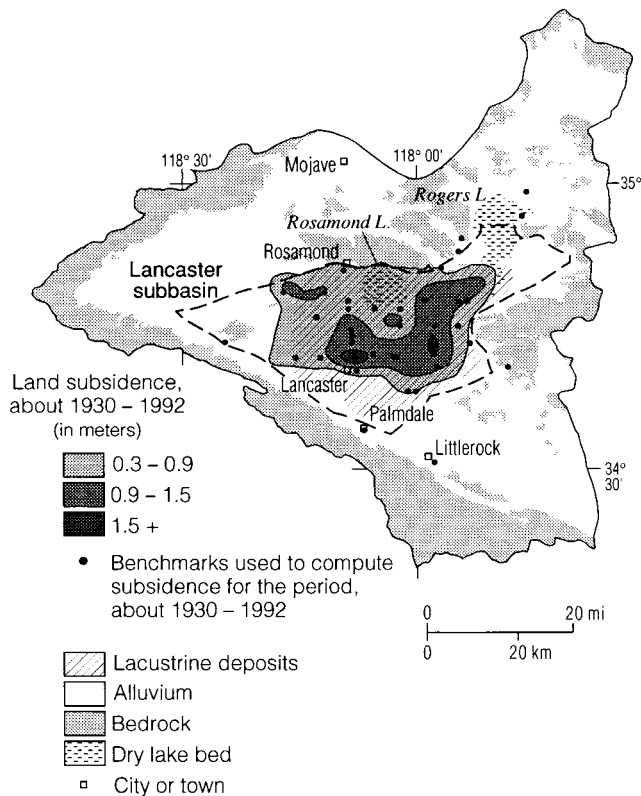 118° 30'
118° 00'
Mojave
35°
Rogers L.
Rosamond L.
Rosamond
Lancaster
subbasin
Lancaster
Palmdale
Littlerock
34°
30'
Land subsidence,
about 1930 – 1992
(in meters)
0.3 – 0.9
0.9 – 1.5
1.5 +
Benchmarks used to compute
subsidence for the period,
about 1930 – 1992
0 20 mi
0 20 km
Lacustrine deposits
Alluvium
Bedrock
Dry lake bed
City or town